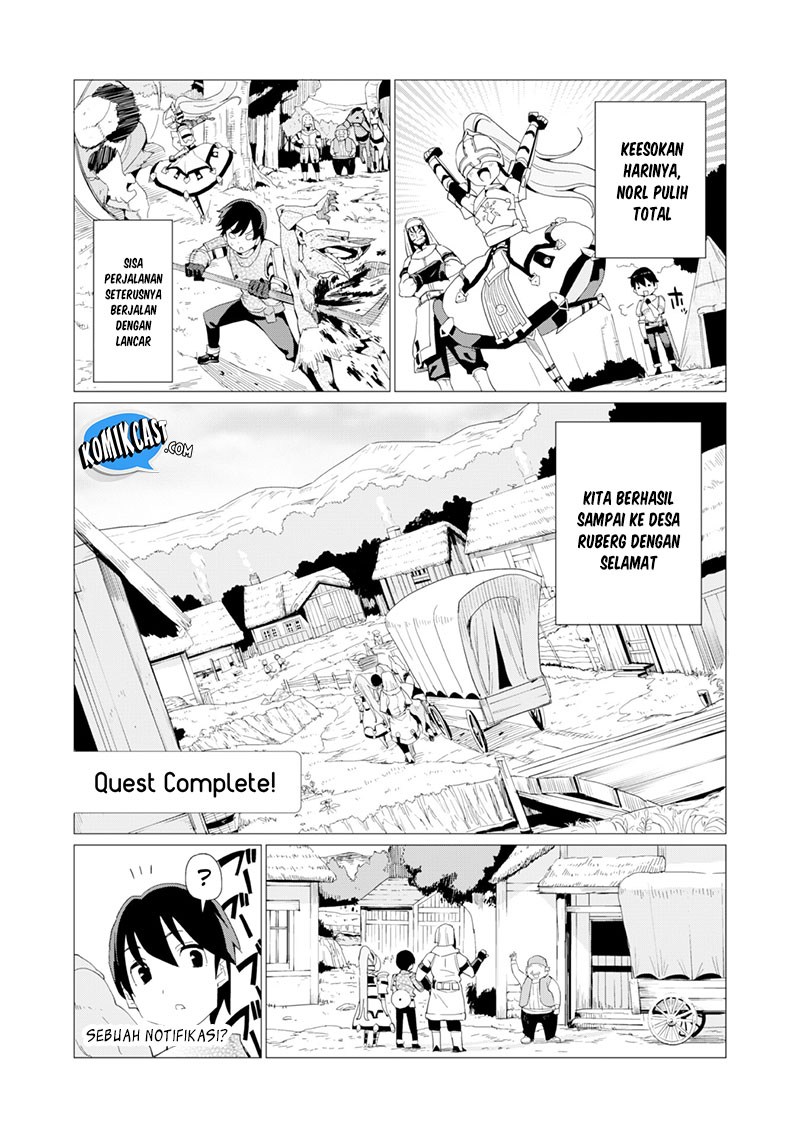 KEESOKAN
HARINYA,
NORL PULIH
TOTAL
SISA
PERJALANAN
SETERUSNYA
BERJALAN
DENGAN
LANCAR
KOMIKCAST
.COM
KITA BERHASIL
SAMPAI KE DESA
RUBERG DENGAN
SELAMAT
Quest Complete!
?
SEBUAH NOTIFIKASI?